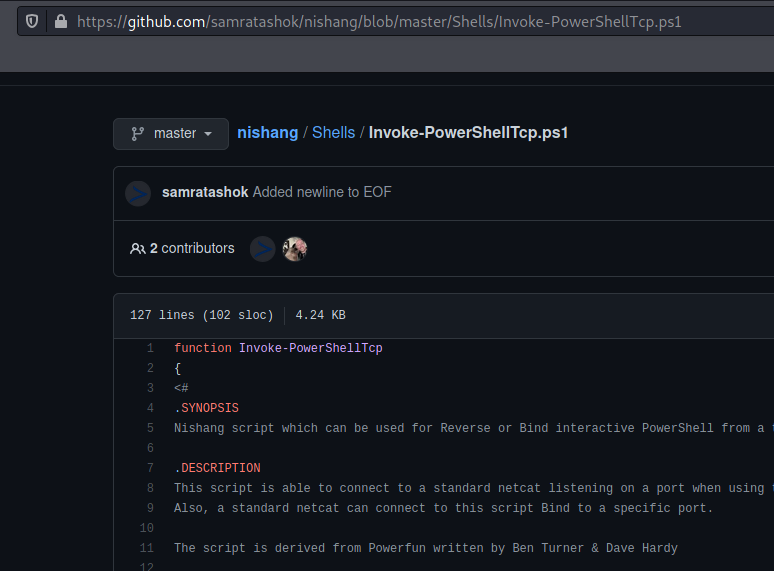 https://github.com/samratashok/nishang/blob/master/Shells/Invoke-PowerShellTcp.ps1
master nishang / Shells / Invoke-PowerShellTcp.ps1
samratashok Added newline to EOF
2 contributors
127 lines (102 sloc) 4.24 KB
1 function Invoke-PowerShellTcp
2 {
3 <#
4 .SYNOPSIS
5 Nishang script which can be used for Reverse or Bind interactive PowerShell from a
6
7 .DESCRIPTION
8 This script is able to connect to a standard netcat listening on a port when using
9 Also, a standard netcat can connect to this script Bind to a specific port.
10
11 The script is derived from Powerfun written by Ben Turner & Dave Hardy
12